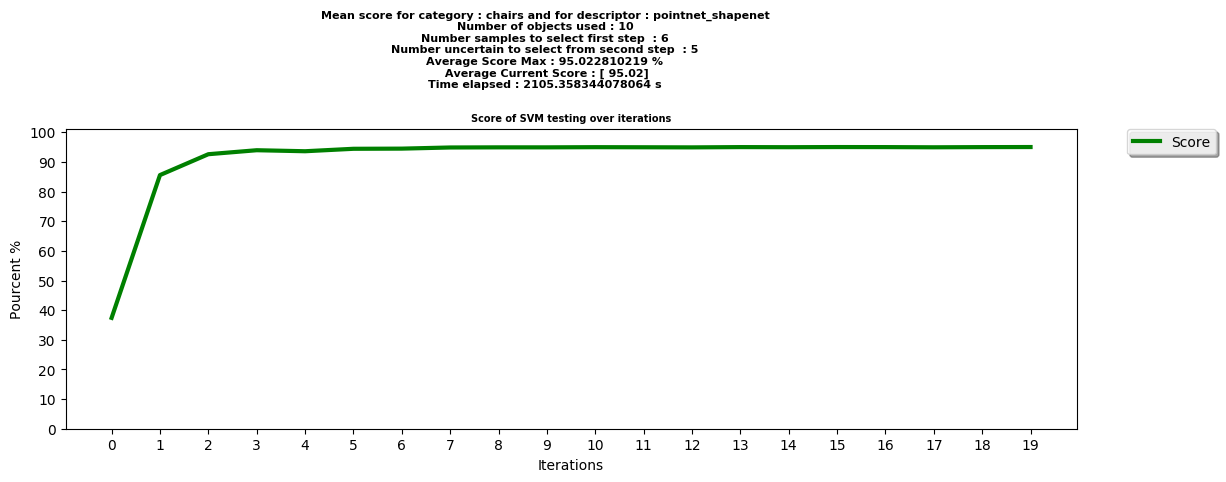 Mean score for category : chairs and for descriptor : pointnet_shapenet
Number of objects used : 10
Number samples to select first step  : 6
Number uncertain to select from second step  : 5
Average Score Max : 95.022810219 %
Average Current Score : [ 95.02]
Time elapsed : 2105.358344078064 s
Score of SVM testing over iterations
Score
100
90
80
70
60
50
40
30
20
10
0
Pourcent %
0 1 2 3 4 5 6 7 8 9 10 11 12 13 14 15 16 17 18 19
Iterations